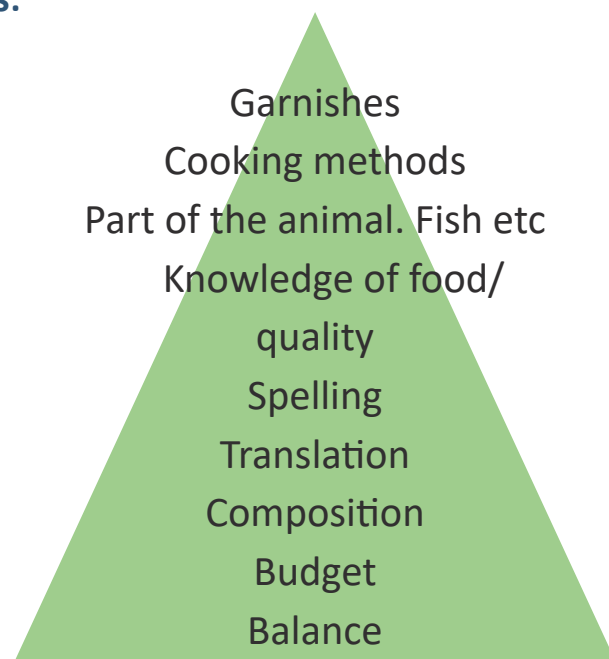 s.
Garnishes
Cooking methods
Part of the animal. Fish etc
Knowledge of food/
quality
Spelling
Translation
Composition
Budget
Balance